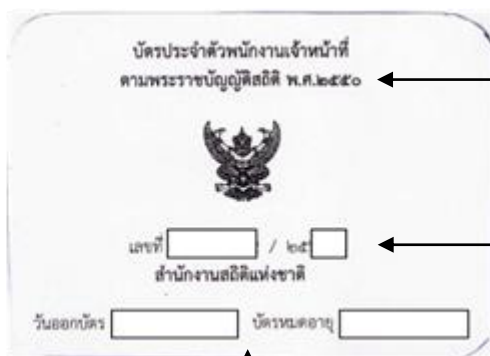 บัตรประจำตัวพนักงานเจ้าหน้าที่
ตามพระราชบัญญัติสถิติ พ.ศ.๒๕๕๐
เลขที่ / ๒๕
สำนักงานสถิติแห่งชาติ
วันออกบัตร บัตรหมดอายุ